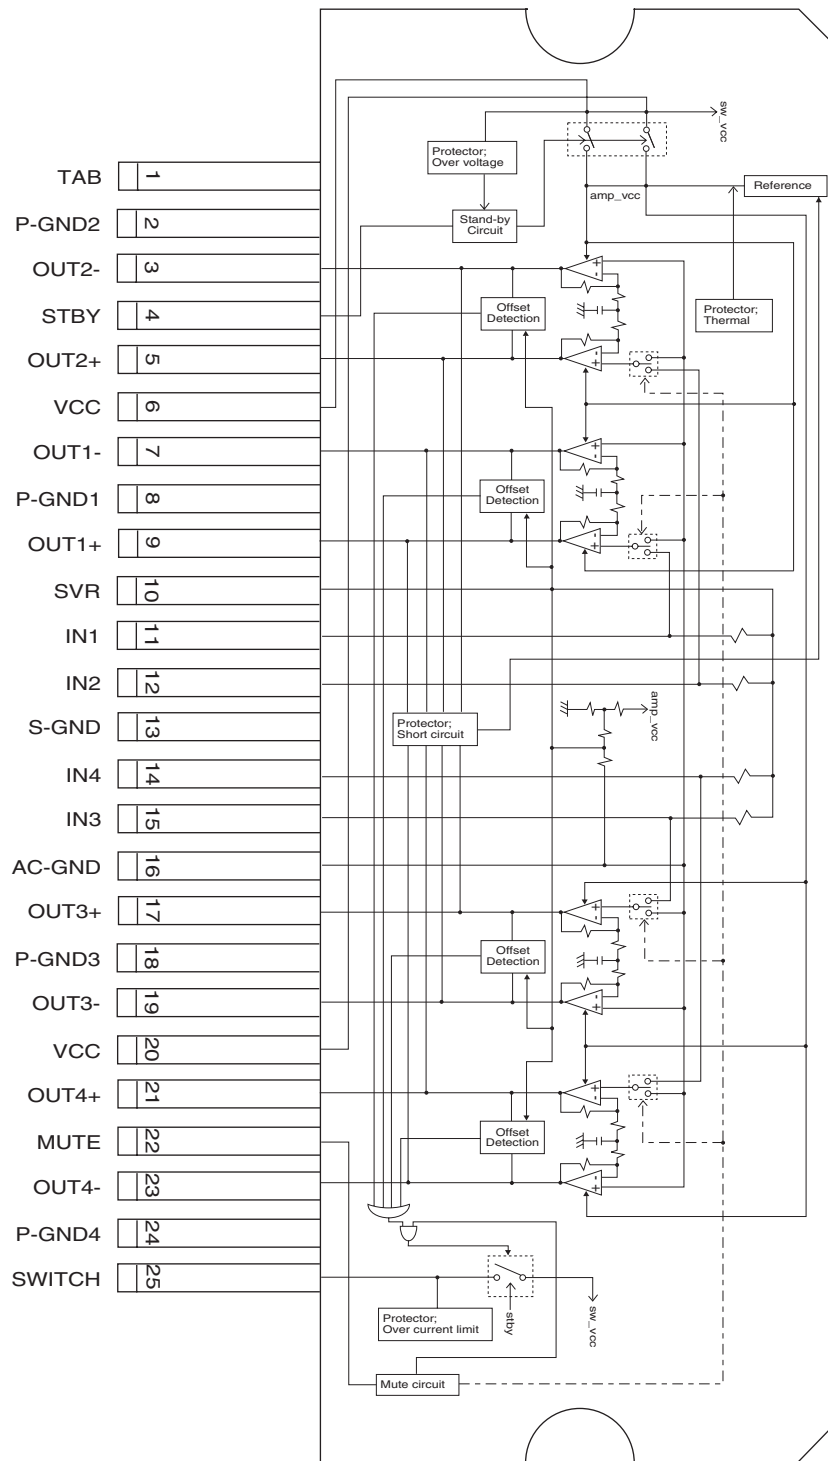 sw_vcc
Protector;
Over voltage
TAB 1
amp_vcc
Reference
P-GND2 2
Stand-by
Circuit
OUT2- 3
+
-
STBY 4
Offset
Detection
Protector;
Thermal
OUT2+ 5
-
+
VCC 6
OUT1- 7
+
-
P-GND1 8
Offset
Detection
OUT1+ 9
-
+
SVR 10
IN1 11
IN2 12
S-GND 13
Protector;
Short circuit
amp_vcc
IN4 14
IN3 15
AC-GND 16
OUT3+ 17
+
-
P-GND3 18
Offset
Detection
OUT3- 19
-
+
VCC 20
OUT4+ 21
+
-
MUTE 22
Offset
Detection
OUT4- 23
-
+
P-GND4 24
SWITCH 25
Protector;
Over current limit
stby
sw_vcc
Mute circuit